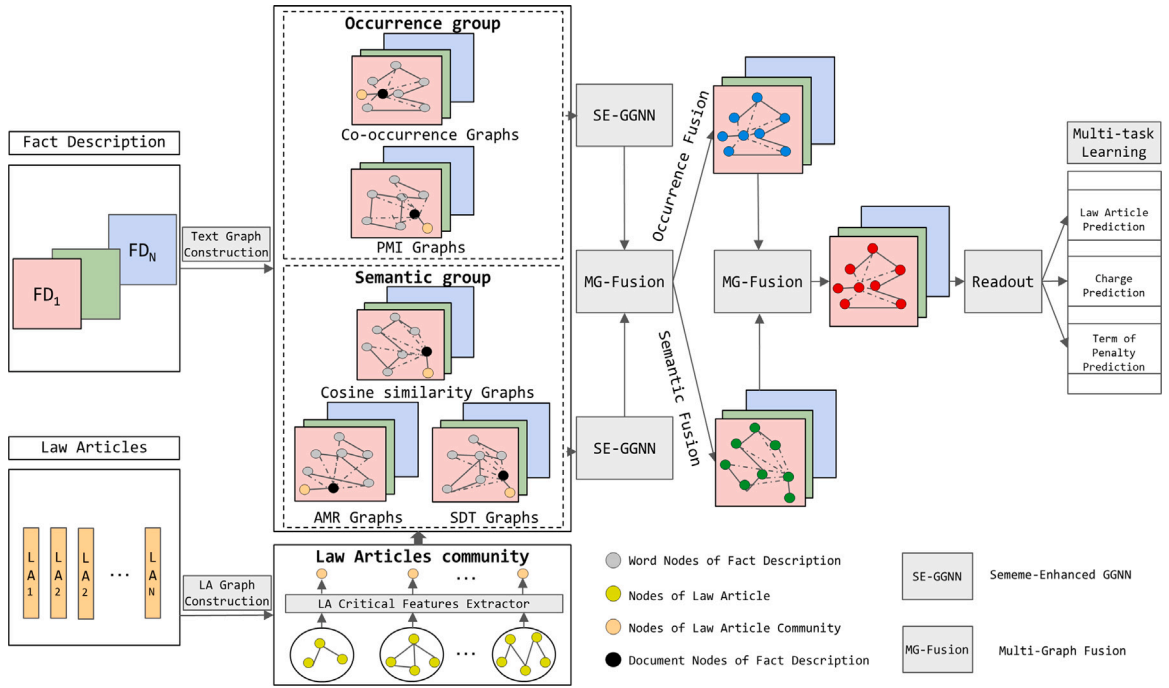 Fact Description
FD1
FDN
Text Graph
Construction
Law Articles
LA1
LA2
LA2
...
LAN
LA Graph
Construction
Occurrence group
Co-occurrence Graphs
PMI Graphs
Semantic group
Cosine similarity Graphs
AMR Graphs
SDT Graphs
Law Articles community
...
LA Critical Features Extractor
...
SE-GGNN
MG-Fusion
SE-GGNN
Occurrence Fusion
Semantic Fusion
MG-Fusion
Readout
Multi-task
Learning
Law Article
Prediction
Charge
Prediction
Term of
Penalty
Prediction
Word Nodes of Fact Description
Nodes of Law Article
Nodes of Law Article Community
Document Nodes of Fact Description
SE-GGNN
Sememe-Enhanced GGNN
MG-Fusion
Multi-Graph Fusion